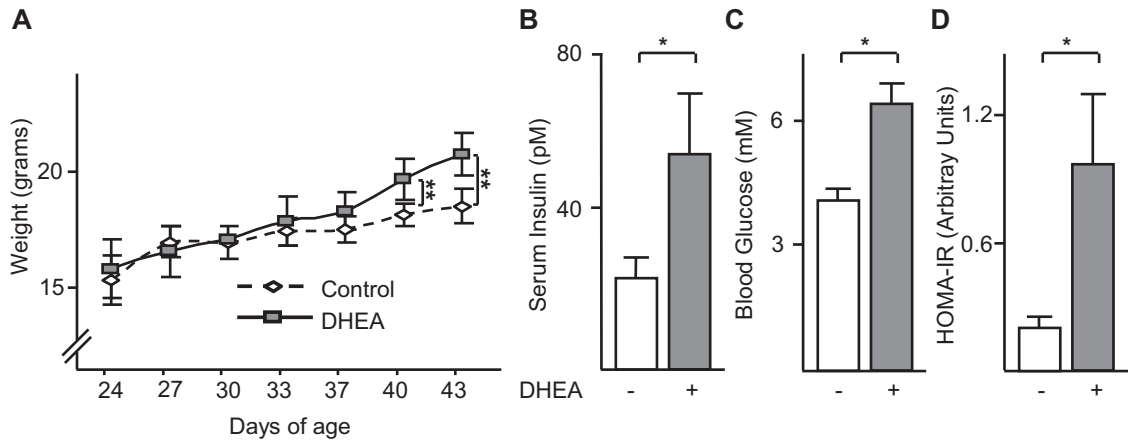 A
Weight (grams)
20
15
**
**
Control
DHEA
24 27 30 33 37 40 43
Days of age
B
Serum Insulin (pM)
80
40
*
DHEA - +
C
Blood Glucose (mM)
6
3
*
- +
D
HOMA-IR (Arbitray Units)
1.2
0.6
*
- +